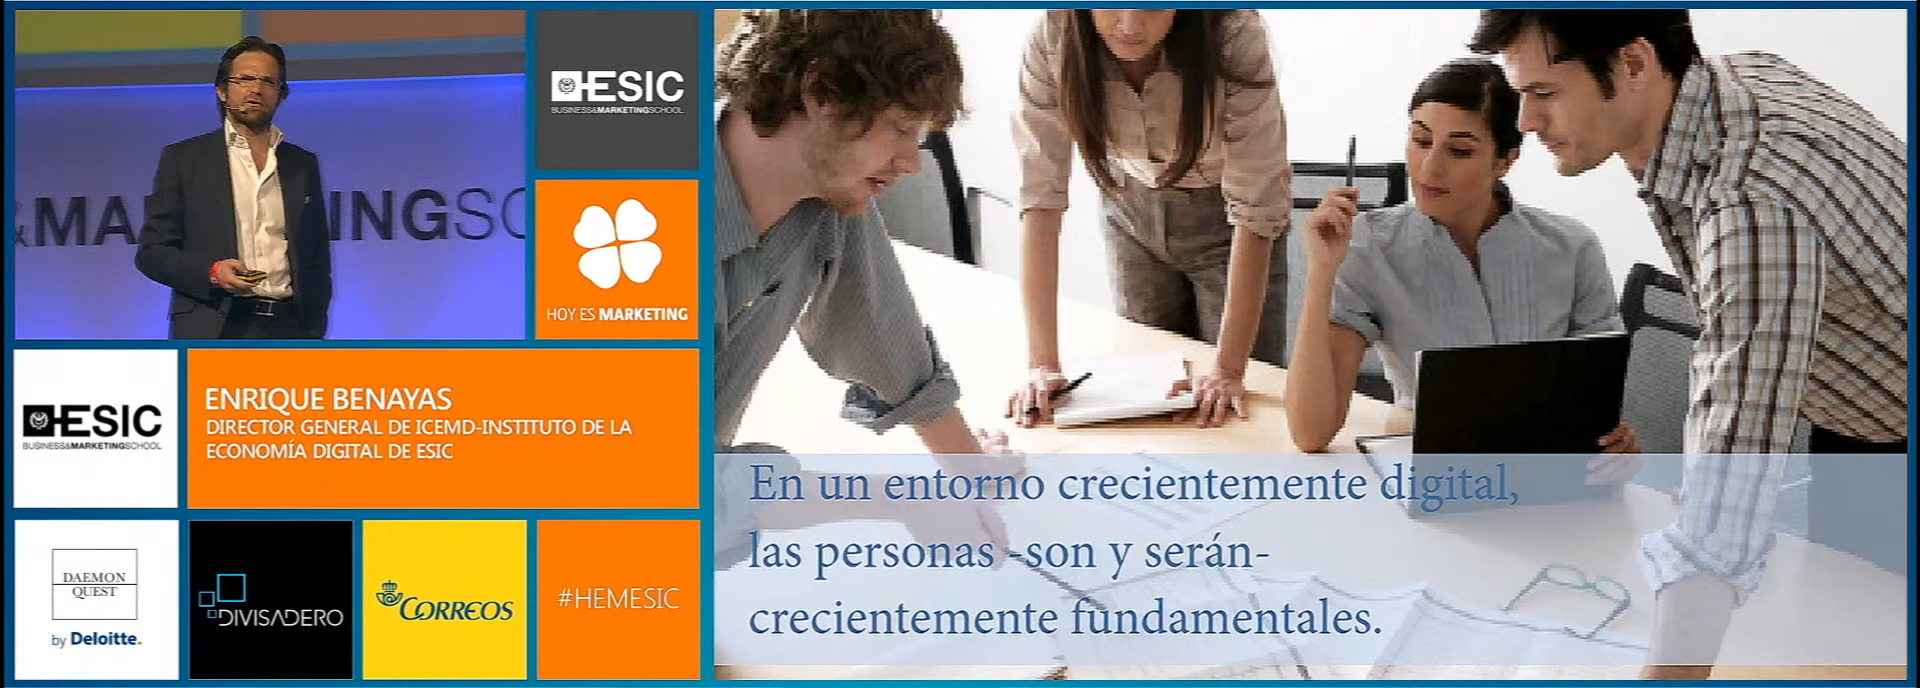 &MA
INGSC
ESIC
BUSINESS&MARKETINGSCHOOL
HOY ES MARKETING
ESIC
BUSINESS&MARKETINGSCHOOL
ENRIQUE BENAYAS
DIRECTOR GENERAL DE ICEMD-INSTITUTO DE LA
ECONOMÍA DIGITAL DE ESIC
DAEMON
QUEST
by Deloitte.
DIVISADERO
CORREOS
#HEMESIC
En un entorno crecientemente digital,
las personas -son y serán-
crecientemente fundamentales.